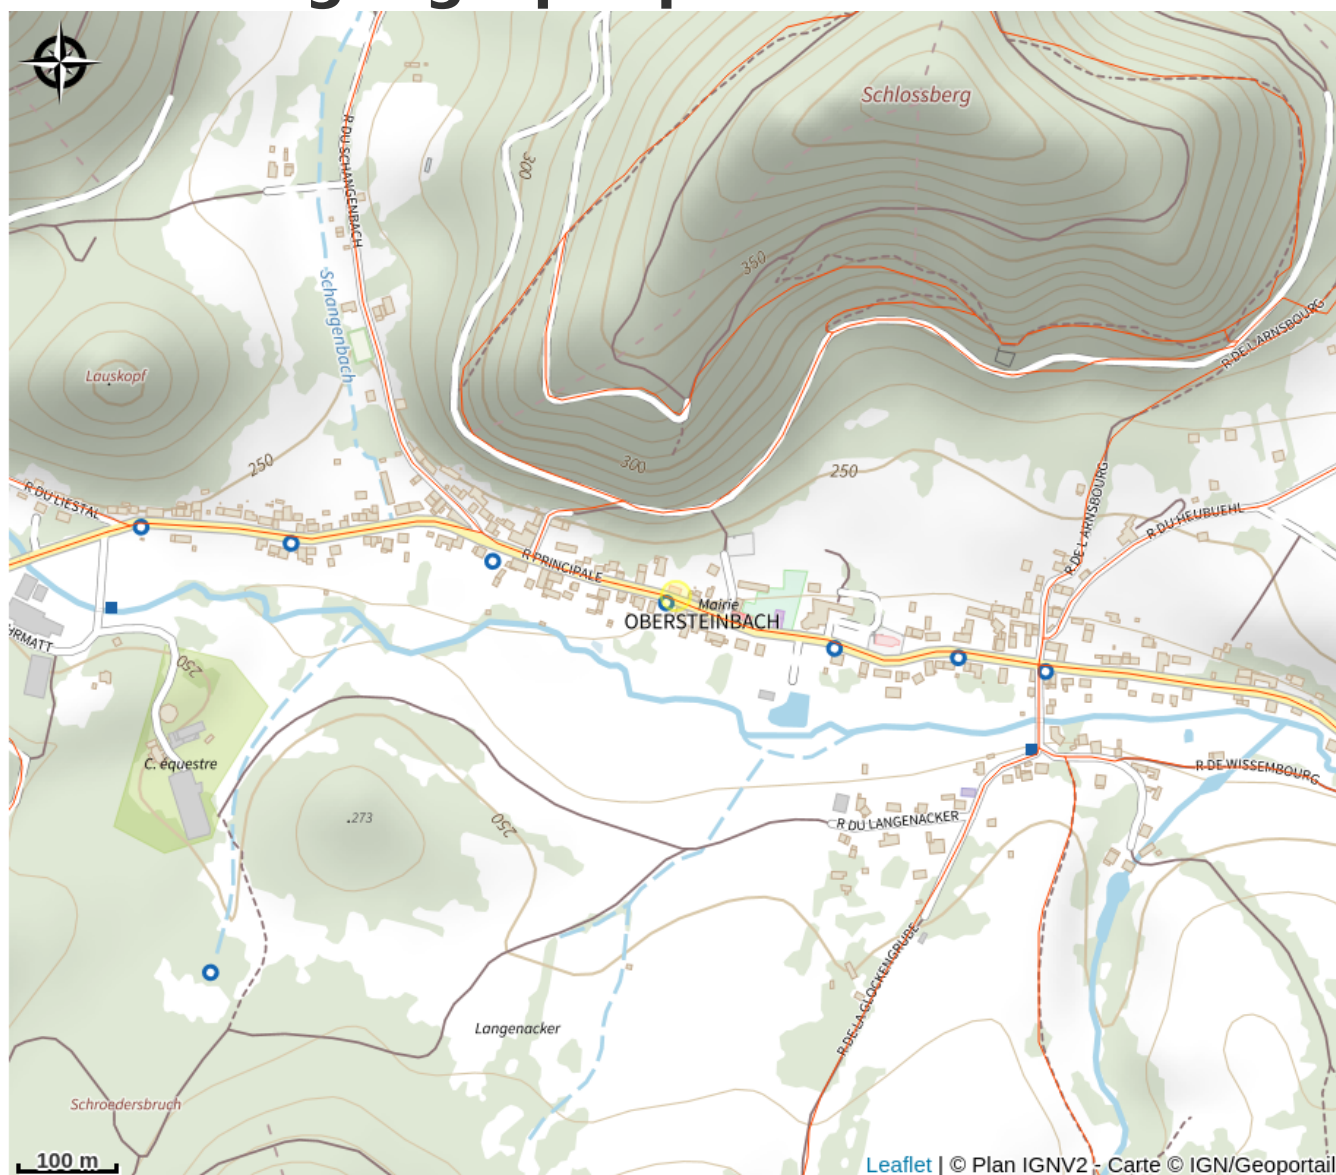 Schlossberg
R DU SCHANGENBACH
300
350
Schangenbach
R DE L'ARNSBOURG
Lauskopf
250
300
250
R DU LIESTAL
R DE L'ARNSBOURG
R DU HEUBUEHL
R PRINCIPALE
Mairie
OBERSTEINBACH
HRMATT
250
C. équestre
R DE WISSEMBOURG
.273
250
R DU LANGENACKER
R DE LA GLOCKENGRUBE
Langenacker
Schroedersbruch
100 m
Leaflet | © Plan IGNV2 - Carte © IGN/Geoportail